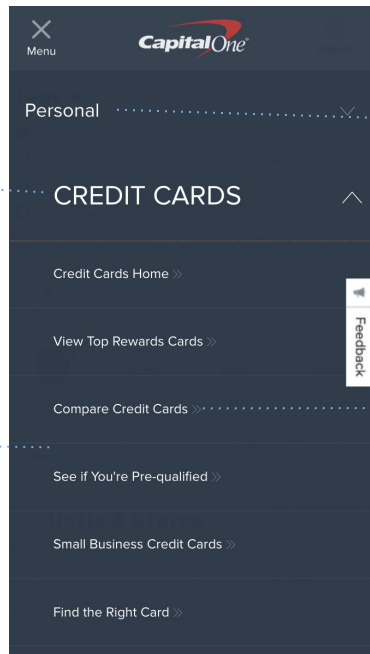 Menu
CapitalOne
Personal
CREDIT CARDS
Credit Cards Home »
View Top Rewards Cards »
Feedback
Compare Credit Cards »
See if You're Pre-qualified »
Small Business Credit Cards »
Find the Right Card »